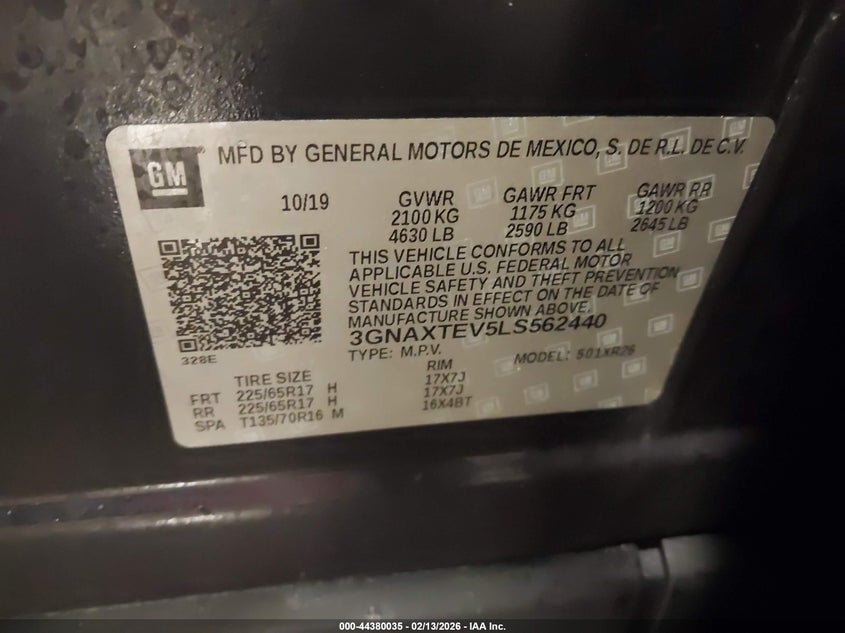 GM
MFD BY GENERAL MOTORS DE MEXICO, S. DE R.L. DE C.V.
10/19 GVWR GAWR FRT GAWR RR
2100 KG 1175 KG 1200 KG
4630 LB 2590 LB 2645 LB
THIS VEHICLE CONFORMS TO ALL
APPLICABLE U.S. FEDERAL MOTOR
VEHICLE SAFETY AND THEFT PREVENTION
STANDARDS IN EFFECT ON THE DATE OF
MANUFACTURE SHOWN ABOVE.
3GNAXTEV5LS562440
328E
TYPE: M.P.V. MODEL: 501XR26
TIRE SIZE RIM
FRT 225/65R17 H 17X7J
RR 225/65R17 H 17X7J
SPA T135/70R16 M 16X4BT
000-44380035 - 02/13/2026 - IAA Inc.